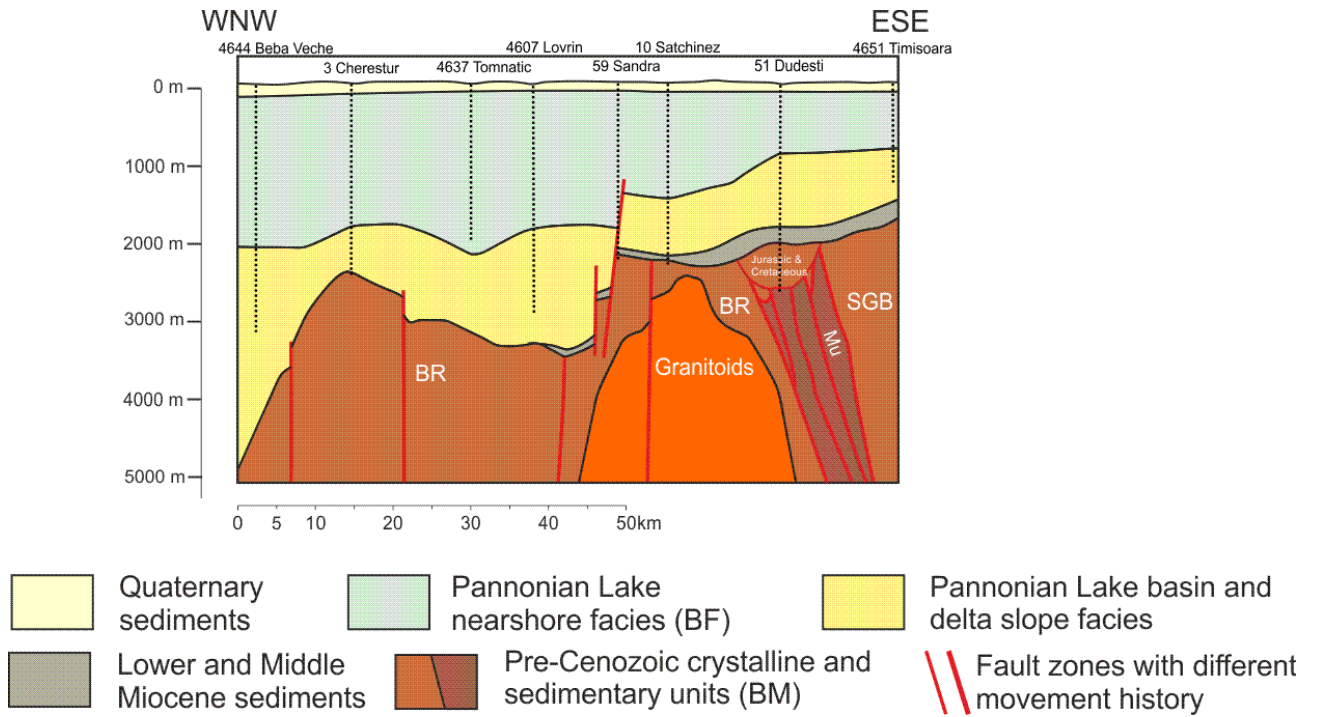 WNW ESE
4644 Beba Veche 4607 Lovrin 10 Satchinez 4651 Timisoara
3 Cherestur 4637 Tomnatic 59 Sandra 51 Dudesti
0 m
1000 m
2000 m
3000 m
4000 m
5000 m
Jurassic &
Cretaceous
BR
SGB
Mu
Granitoids
BR
0 5 10 20 30 40 50km
Quaternary
sediments
Pannonian Lake
nearshore facies (BF)
Pannonian Lake basin and
delta slope facies
Lower and Middle
Miocene sediments
Pre-Cenozoic crystalline and
sedimentary units (BM)
Fault zones with different
movement history